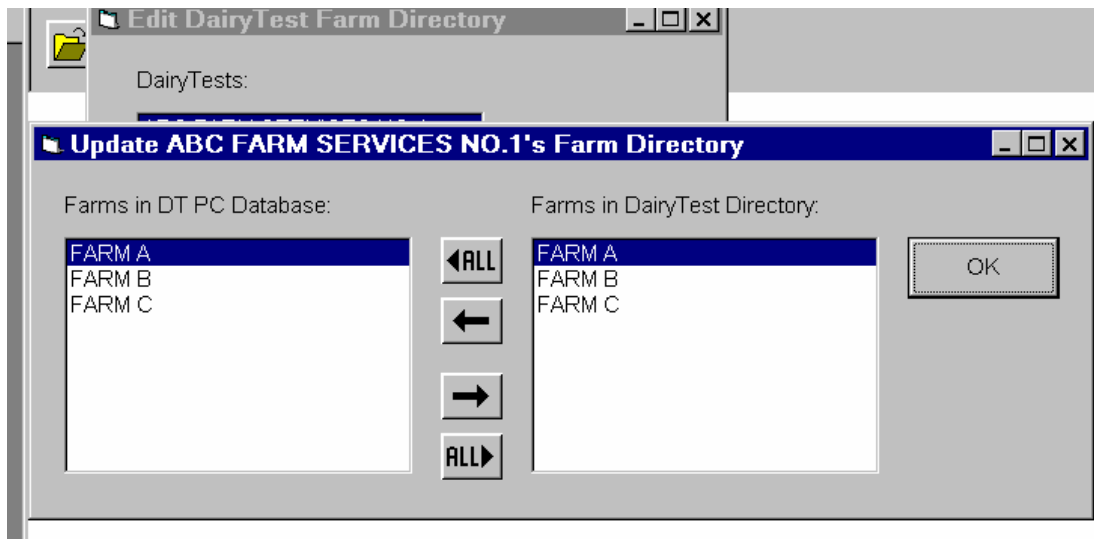 Edit DairyTest Farm Directory
DairyTests:
Update ABC FARM SERVICES NO.1's Farm Directory
Farms in DT PC Database:
Farms in DairyTest Directory:
FARM A
FARM B
FARM C
ALL
ALL
FARM A
FARM B
FARM C
OK